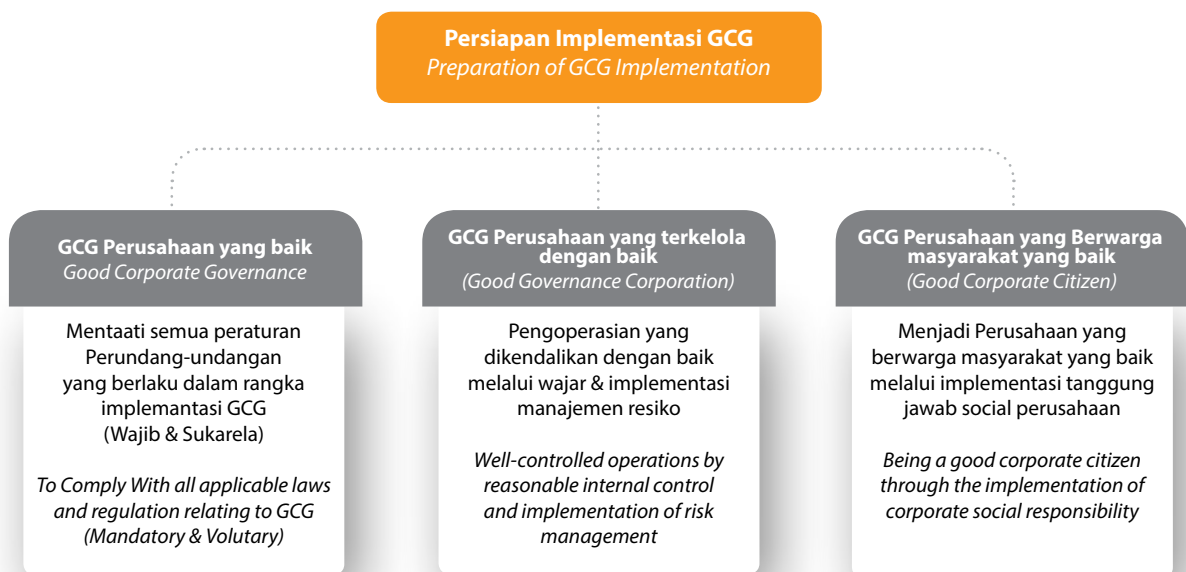 Persiapan Implementasi GCG
Preparation of GCG Implementation
GCG Perusahaan yang baik
Good Corporate Governance
Mentaati semua peraturan
Perundang-undangan
yang berlaku dalam rangka
implemantasi GCG
(Wajib & Sukarela)
To Comply With all applicable laws
and regulation relating to GCG
(Mandatory & Volutary)
GCG Perusahaan yang terkelola
dengan baik
(Good Governance Corporation)
Pengoperasian yang
dikendalikan dengan baik
melalui wajar & implementasi
manajemen resiko
Well-controlled operations by
reasonable internal control
and implementation of risk
management
GCG Perusahaan yang Berwarga
masyarakat yang baik
(Good Corporate Citizen)
Menjadi Perusahaan yang
berwarga masyarakat yang baik
melalui implementasi tanggung
jawab social perusahaan
Being a good corporate citizen
through the implementation of
corporate social responsibility